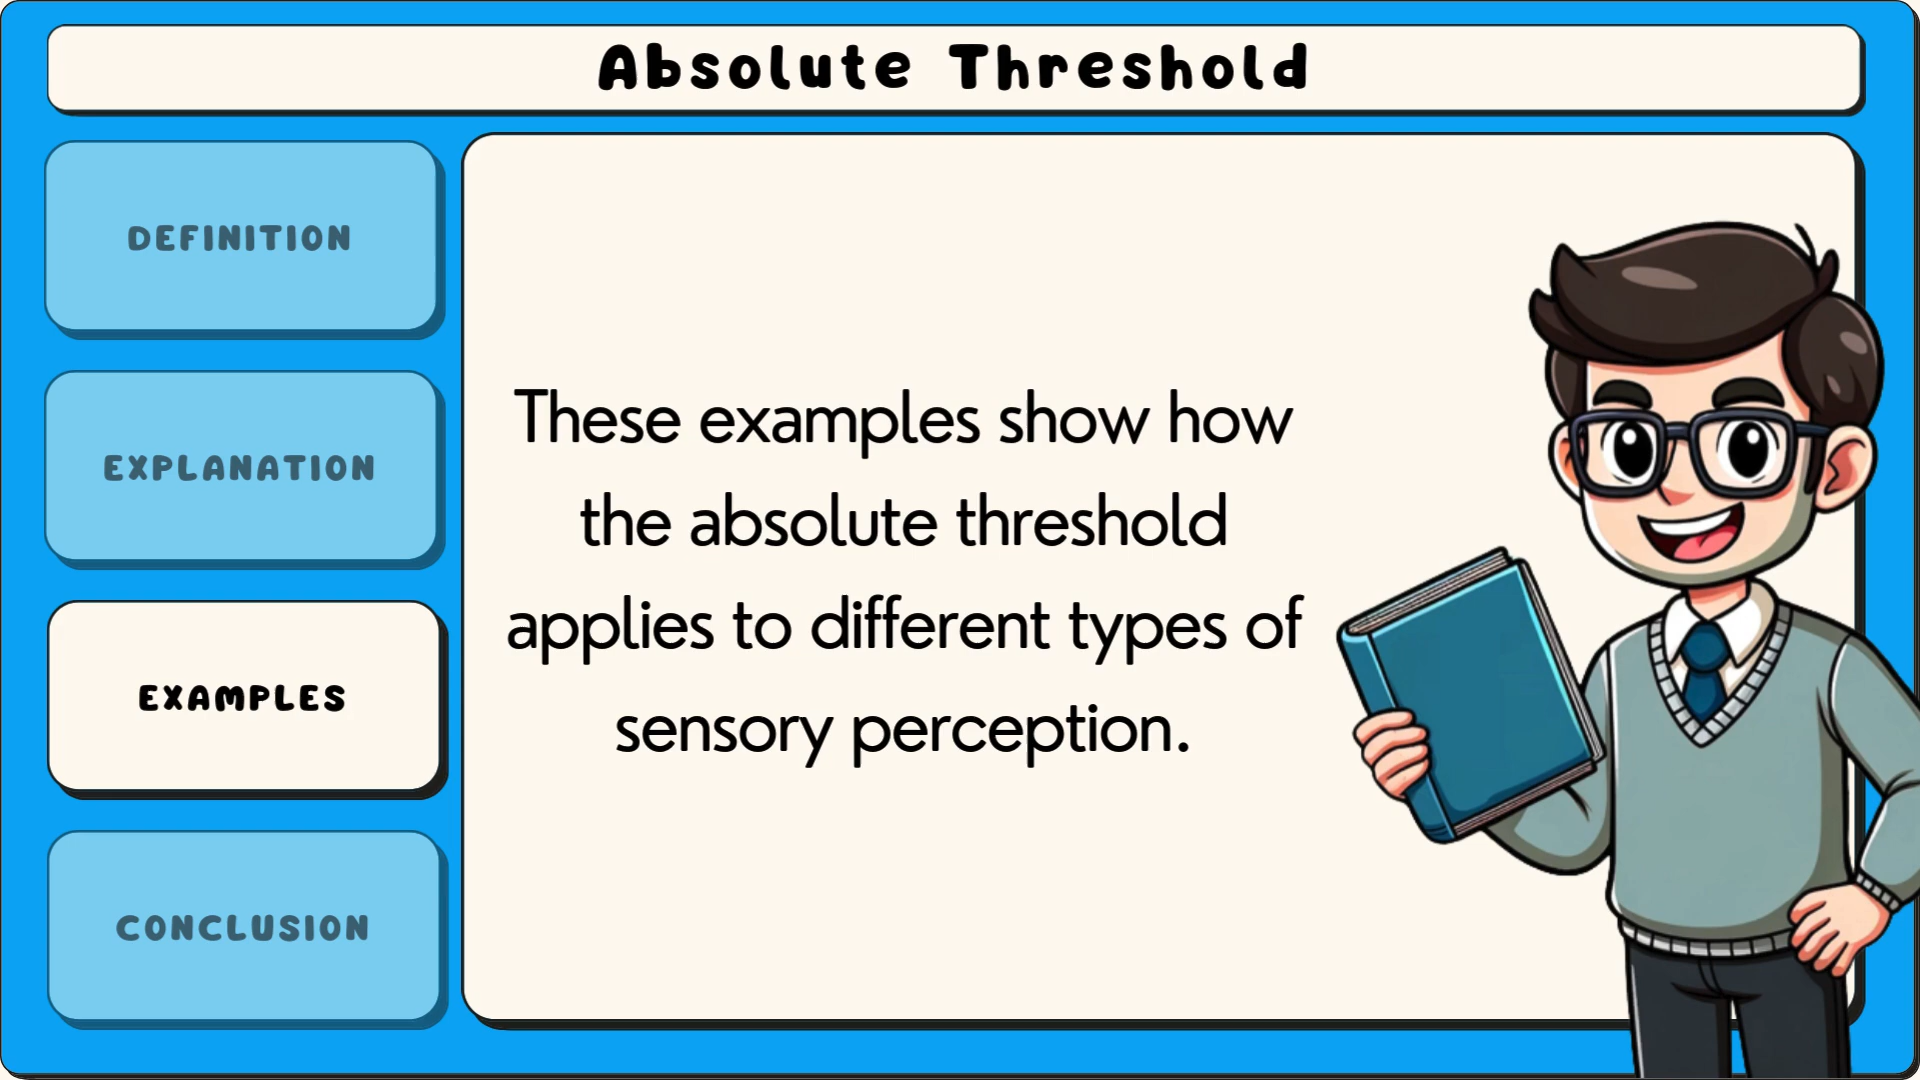 Absolute Threshold
DEFINITION
EXPLANATION
EXAMPLES
CONCLUSION
These examples show how
the absolute threshold
applies to different types of
sensory perception.